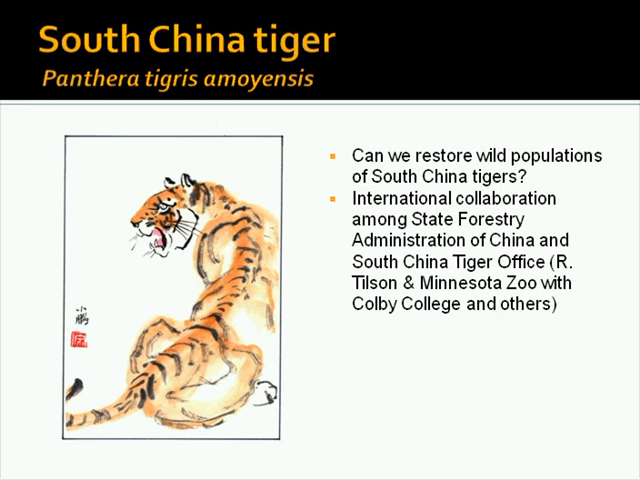 South China tiger
Panthera tigris amoyensis
Can we restore wild populations
of South China tigers?
International collaboration
among State Forestry
Administration of China and
South China Tiger Office (R.
Tilson & Minnesota Zoo with
Colby College and others)
小鵬